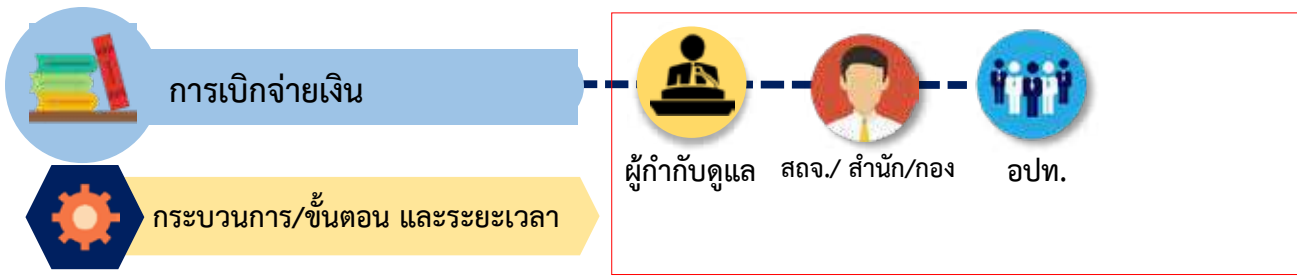 การเบิกจ่ายเงิน
ผู้กำกับดูแล สถจ./ สำนัก/กอง อปท.
กระบวนการ/ขั้นตอน และระยะเวลา